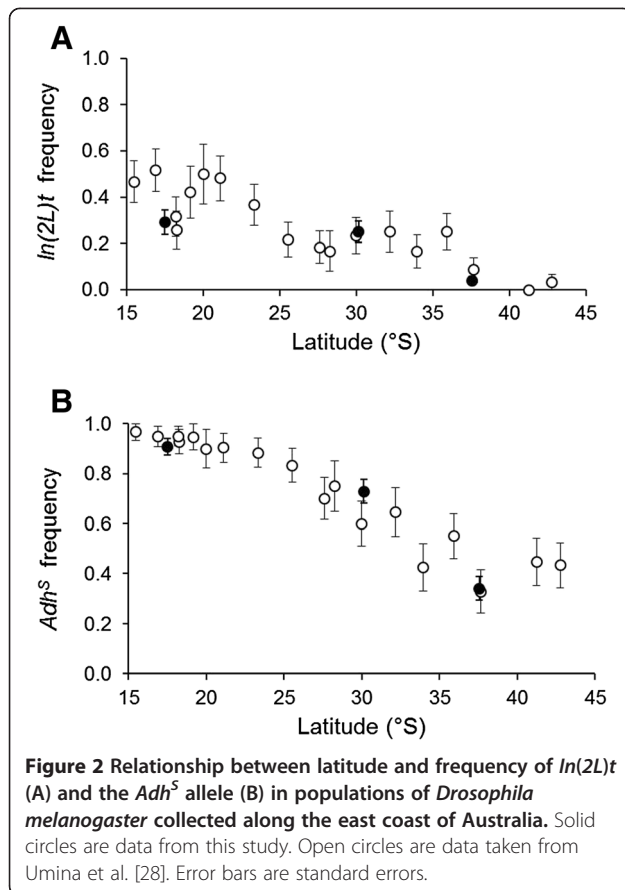 A
In(2L)t frequency
1.0
0.8
0.6
0.4
0.2
0.0
15 20 25 30 35 40 45
Latitude (°S)
B
Adh^S frequency
1.0
0.8
0.6
0.4
0.2
0.0
15 20 25 30 35 40 45
Latitude (°S)
Figure 2 Relationship between latitude and frequency of In(2L)t
(A) and the Adh^S allele (B) in populations of Drosophila
melanogaster collected along the east coast of Australia. Solid
circles are data from this study. Open circles are data taken from
Umina et al. [28]. Error bars are standard errors.